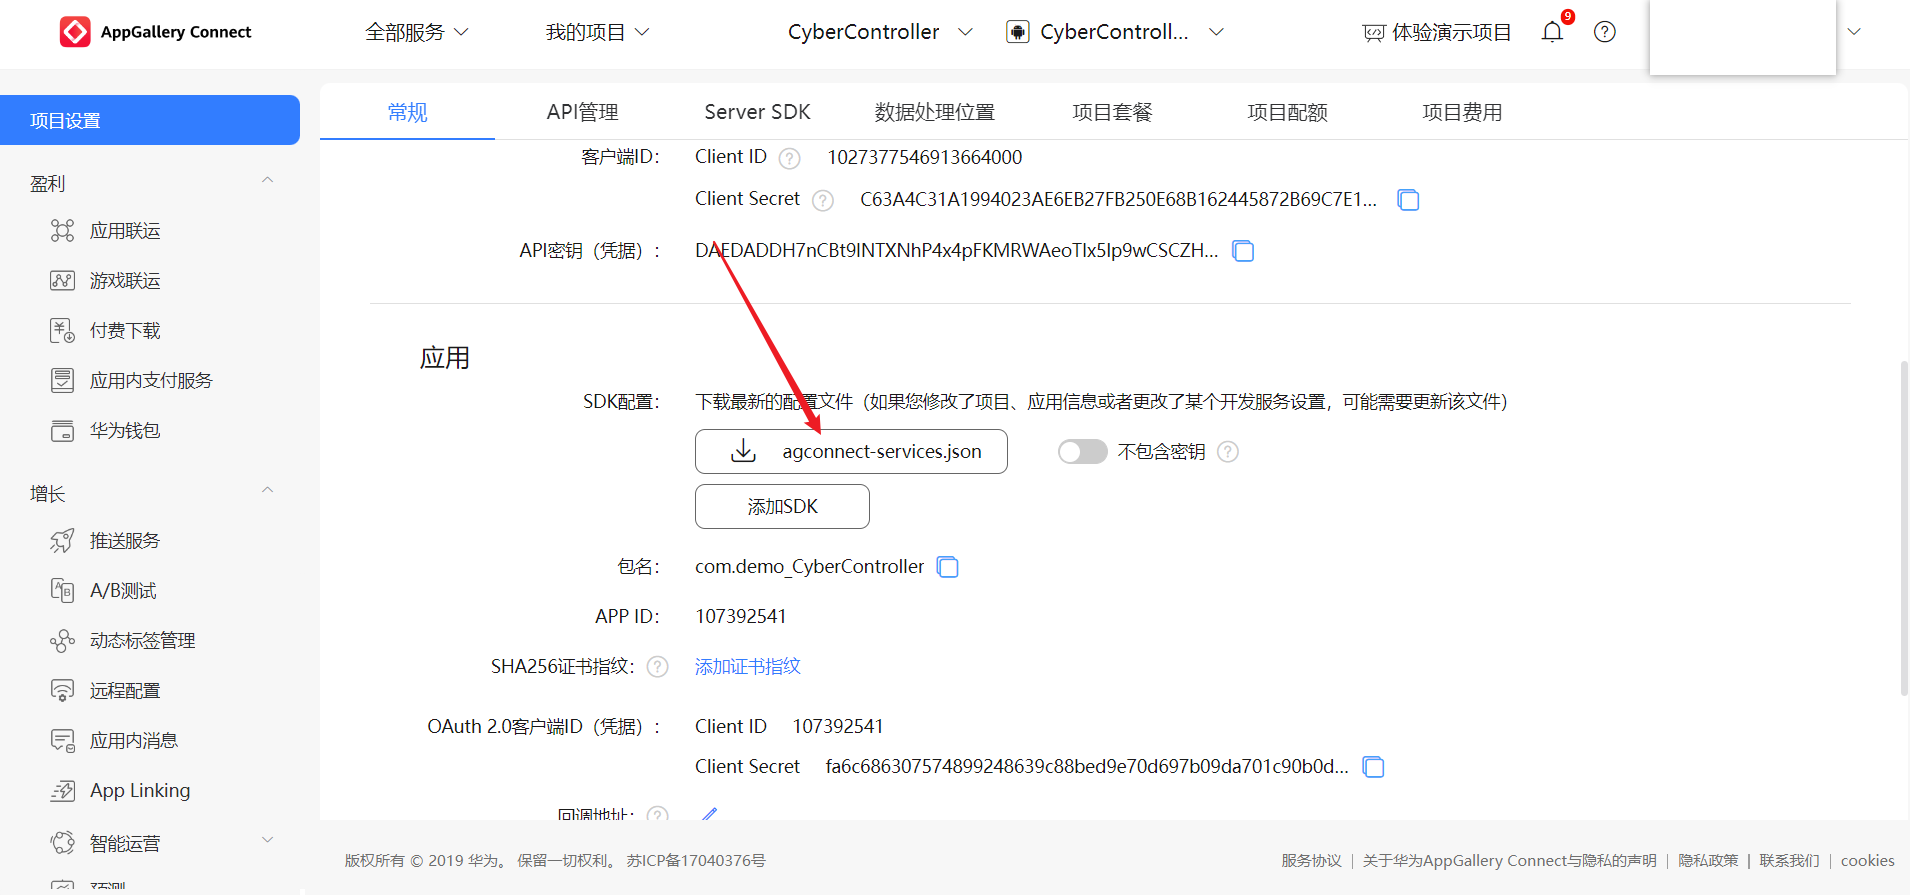 AppGallery Connect
全部服务
我的项目
CyberController
CyberControll...
体验演示项目
9
项目设置
盈利
应用联运
游戏联运
付费下载
应用内支付服务
华为钱包
增长
推送服务
A/B测试
动态标签管理
远程配置
应用内消息
App Linking
智能运营
预测
常规 API管理 Server SDK 数据处理位置 项目套餐 项目配额 项目费用
客户端ID： Client ID 1027377546913664000
Client Secret C63A4C31A1994023AE6EB27FB250E68B162445872B69C7E1...
API密钥（凭据）： DAEDADDH7nCBt9INTXNhP4x4pFKMRWAeoTlx5Ip9wCSCZH...
应用
SDK配置： 下载最新的配置文件（如果您修改了项目、应用信息或者更改了某个开发服务设置，可能需要更新该文件）
agconnect-services.json 不包含密钥
添加SDK
包名： com.demo_CyberController
APP ID： 107392541
SHA256证书指纹： 添加证书指纹
OAuth 2.0客户端ID（凭据）： Client ID 107392541
Client Secret fa6c686307574899248639c88bed9e70d697b09da701c90b0d...
回调地址：
版权所有 © 2019 华为。 保留一切权利。 苏ICP备17040376号
服务协议 | 关于华为AppGallery Connect与隐私的声明 | 隐私政策 | 联系我们 | cookies